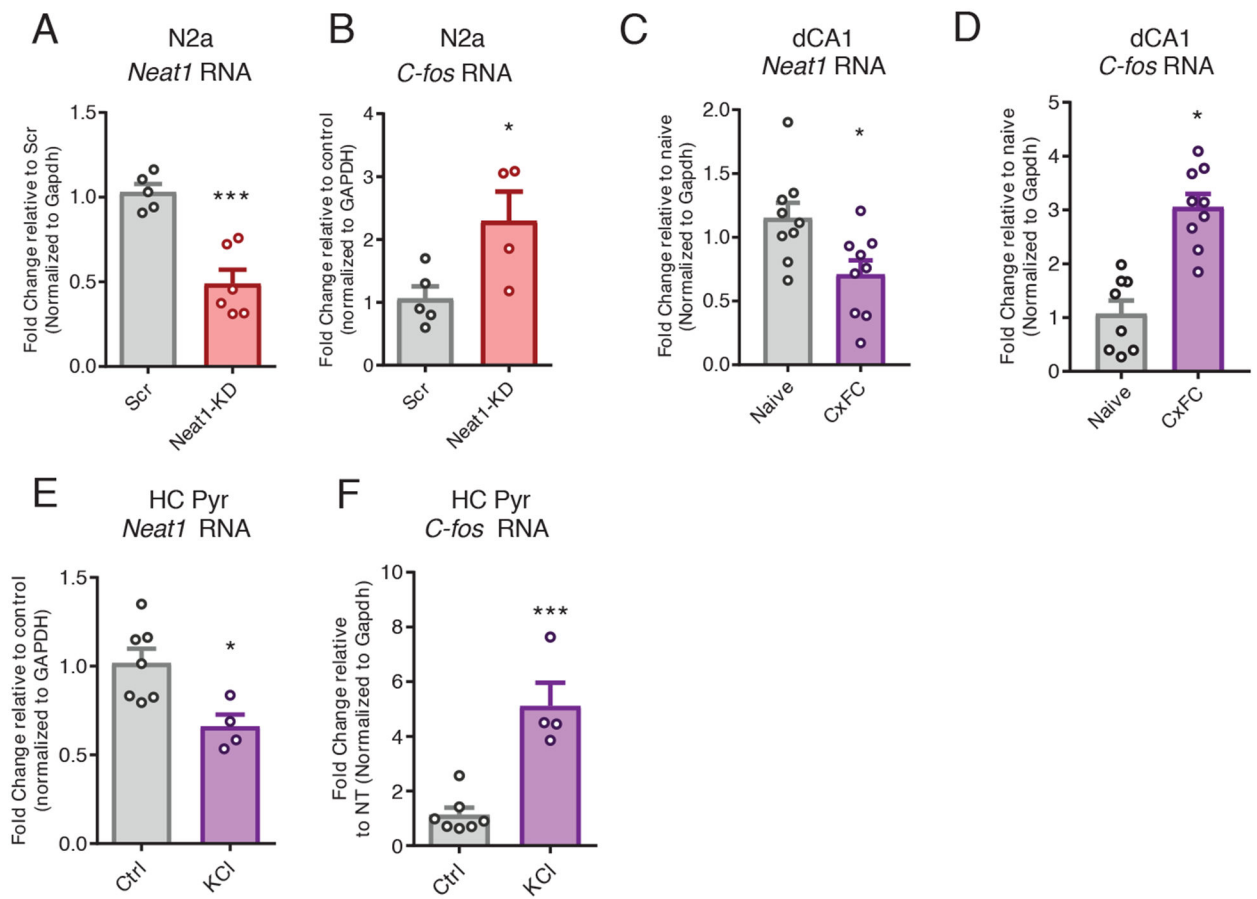 A
N2a
Neat1 RNA
Fold Change relative to Scr
(Normalized to Gapdh)
1.5
1.0
0.5
0.0
***
Scr
Neat1-KD
B
N2a
C-fos RNA
Fold Change relative to control
(normalized to GAPDH)
4
3
2
1
0
*
Scr
Neat1-KD
C
dCA1
Neat1 RNA
Fold Change relative to naive
(Normalized to Gapdh)
2.0
1.5
1.0
0.5
0.0
*
Naive
CxFC
D
dCA1
C-fos RNA
Fold Change relative to naive
(Normalized to Gapdh)
5
4
3
2
1
0
*
Naive
CxFC
E
HC Pyr
Neat1 RNA
Fold Change relative to control
(normalized to GAPDH)
1.5
1.0
0.5
0.0
*
Ctrl
KCl
F
HC Pyr
C-fos RNA
Fold Change relative
to NT (Normalized to Gapdh)
10
8
6
4
2
0
***
Ctrl
KCl